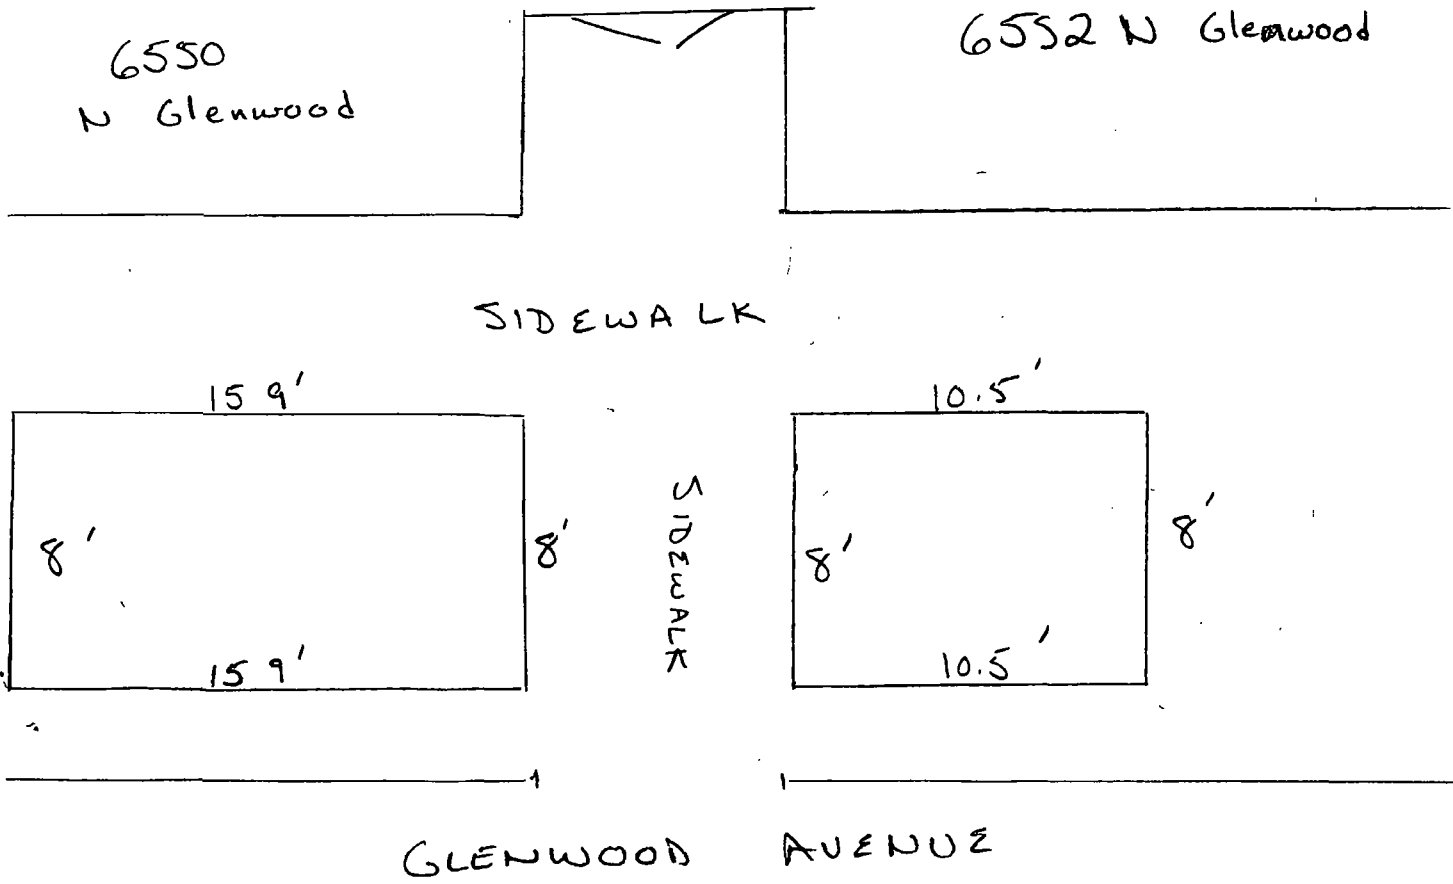 6550
N Glenwood
6552 N Glenwood
SIDEWALK
15 9'
10.5'
8'
8'
SIDEWALK
8'
8'
15 9'
10.5'
GLENWOOD AVENUE